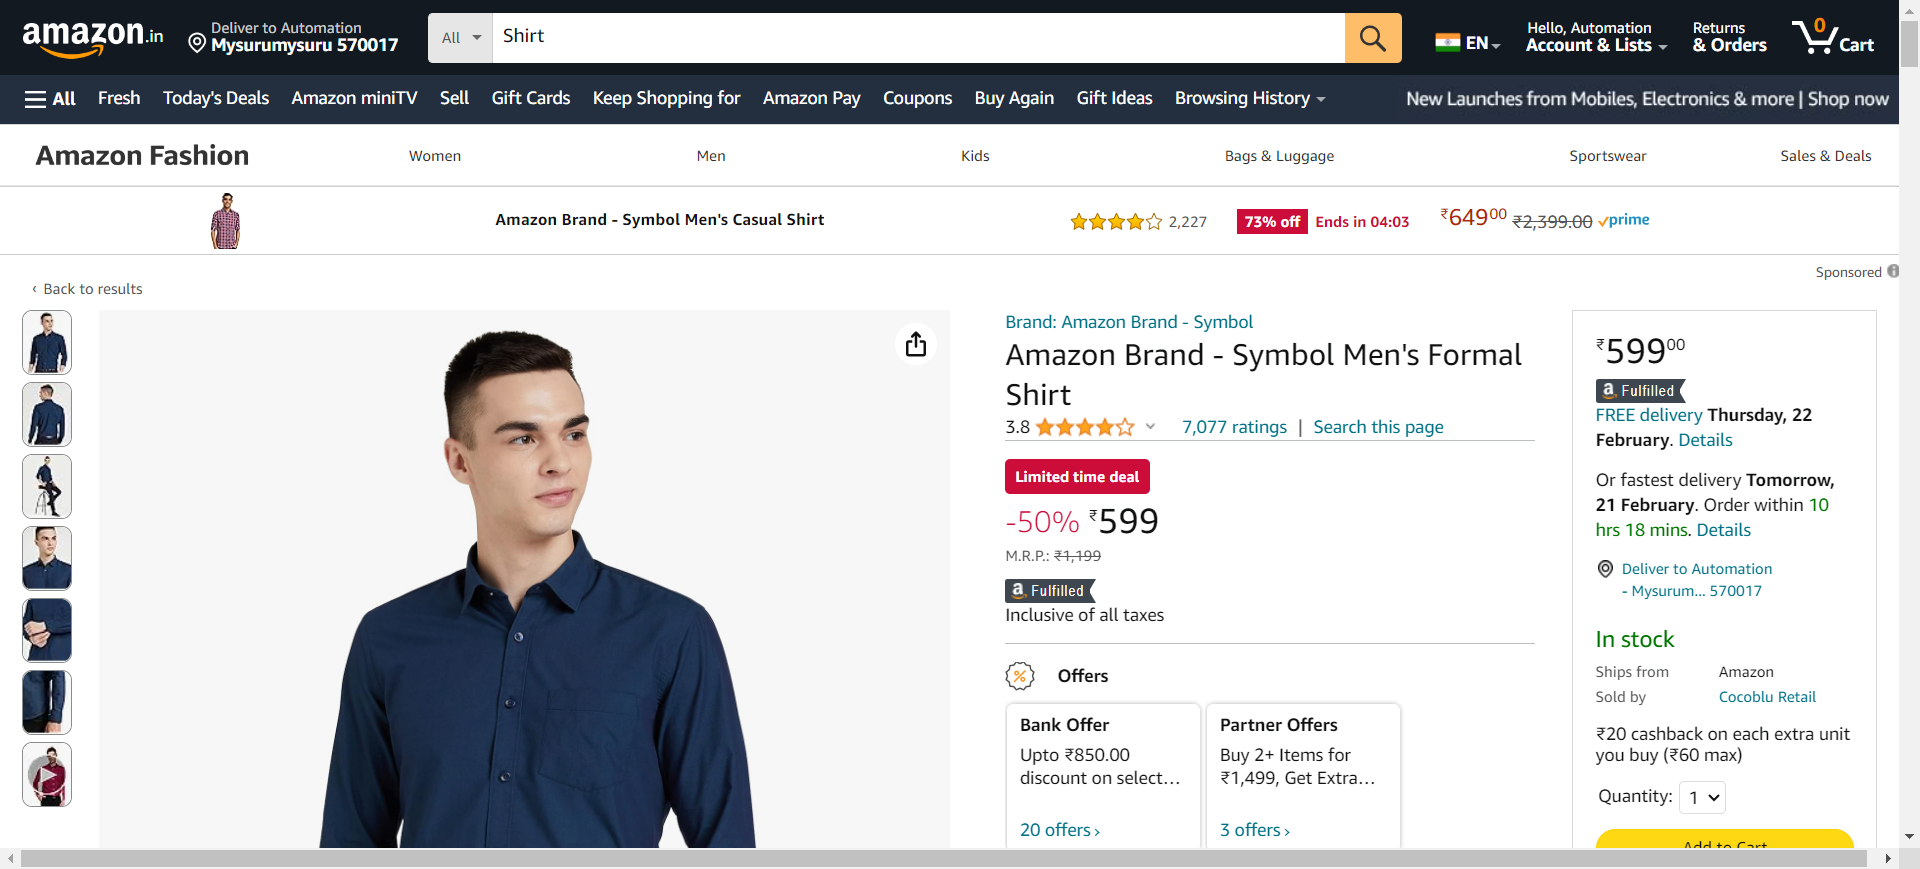 amazon.in
Deliver to Automation
Mysurumysuru 570017
All
Shirt
EN
Hello, Automation
Account & Lists
Returns
& Orders
0
Cart
All
Fresh
Today's Deals
Amazon miniTV
Sell
Gift Cards
Keep Shopping for
Amazon Pay
Coupons
Buy Again
Gift Ideas
Browsing History
New Launches from Mobiles, Electronics & more | Shop now
Amazon Fashion
Women
Men
Kids
Bags & Luggage
Sportswear
Sales & Deals
Amazon Brand - Symbol Men's Casual Shirt
2,227
73% off
Ends in 04:03
₹64900
₹2,399.00
prime
Sponsored
‹ Back to results
Brand: Amazon Brand - Symbol
Amazon Brand - Symbol Men's Formal
Shirt
3.8
7,077 ratings | Search this page
Limited time deal
-50% ₹599
M.R.P.: ₹1,199
a Fulfilled
Inclusive of all taxes
% Offers
Bank Offer
Upto ₹850.00
discount on select…
20 offers ›
Partner Offers
Buy 2+ Items for
₹1,499, Get Extra…
3 offers ›
₹59900
a Fulfilled
FREE delivery Thursday, 22
February. Details
Or fastest delivery Tomorrow,
21 February. Order within 10
hrs 18 mins. Details
Deliver to Automation
- Mysurum… 570017
In stock
Ships from Amazon
Sold by Cocoblu Retail
₹20 cashback on each extra unit
you buy (₹60 max)
Quantity: 1
Add to Cart